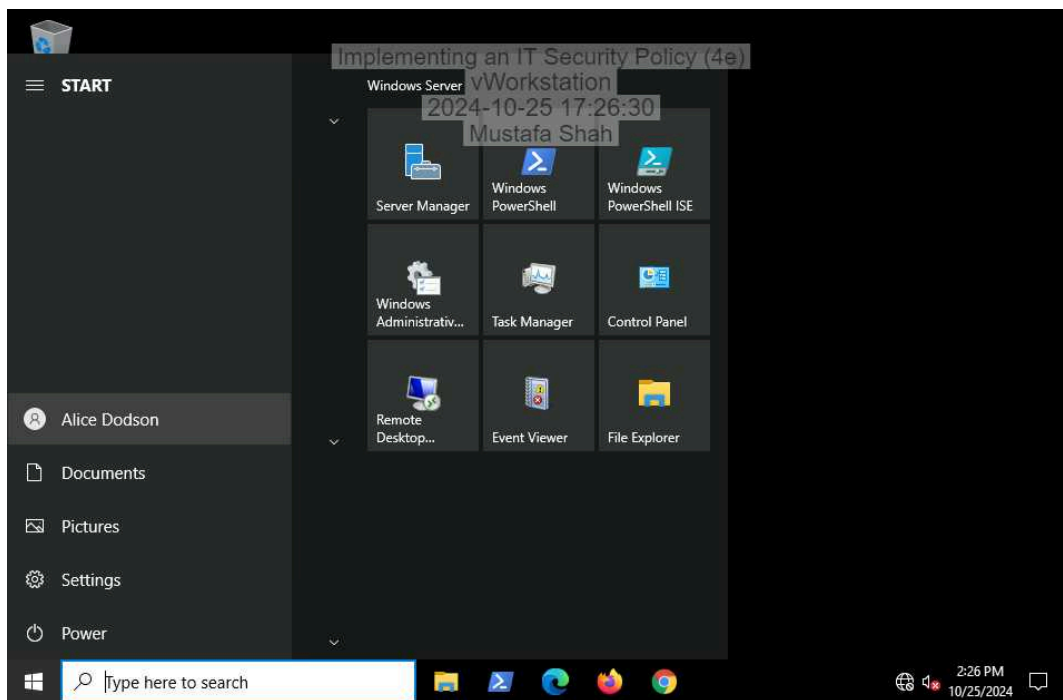 Implementing an IT Security Policy (4e)
vWorkstation
2024-10-25 17:26:30
Mustafa Shah
START
Windows Server
Server Manager
Windows
PowerShell
Windows
PowerShell ISE
Windows
Administrativ...
Task Manager
Control Panel
Remote
Desktop...
Event Viewer
File Explorer
Alice Dodson
Documents
Pictures
Settings
Power
Type here to search
2:26 PM
10/25/2024